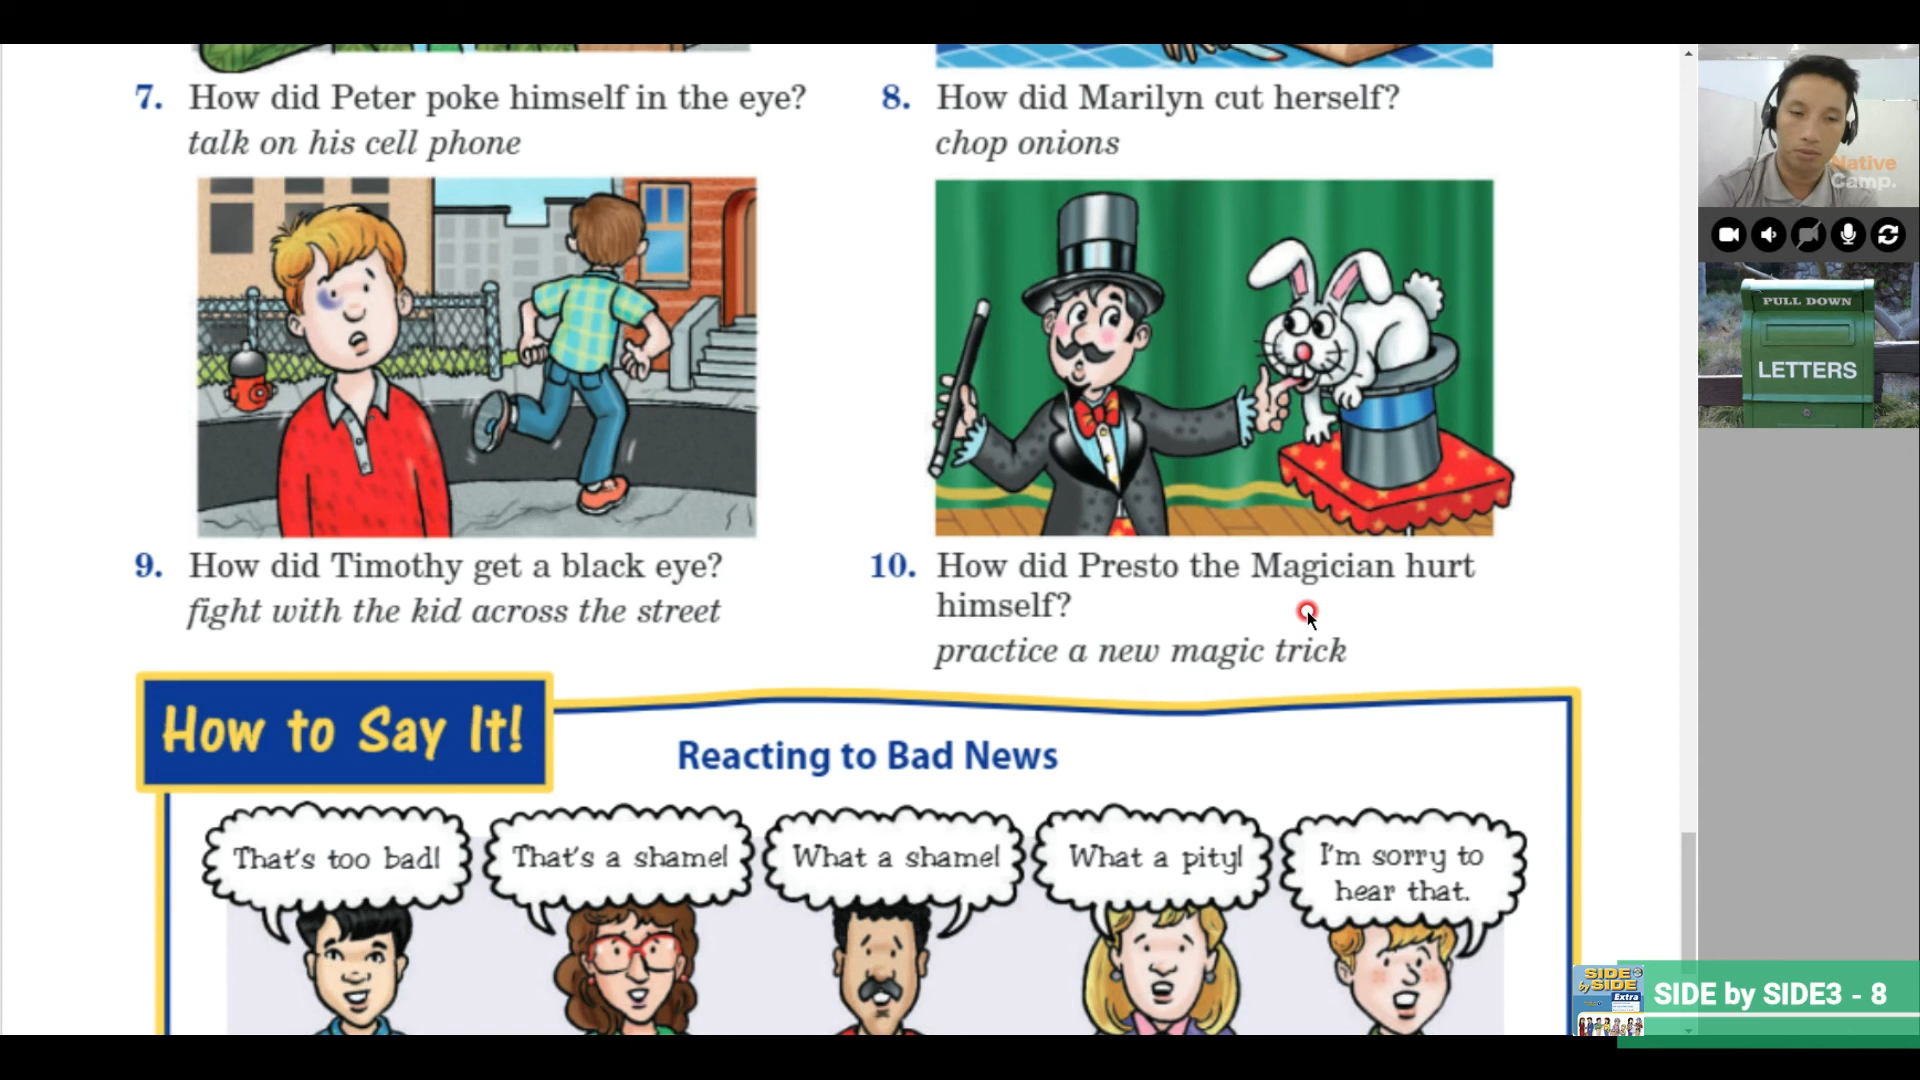 7. How did Peter poke himself in the eye?
talk on his cell phone
8. How did Marilyn cut herself?
chop onions
9. How did Timothy get a black eye?
fight with the kid across the street
10. How did Presto the Magician hurt
himself?
practice a new magic trick
How to Say It!
Reacting to Bad News
That's too bad!
That's a shame!
What a shame!
What a pity!
I'm sorry to
hear that.
Native
Camp.
PULL DOWN
LETTERS
SIDE
by SIDE
Extra
SIDE by SIDE3 - 8